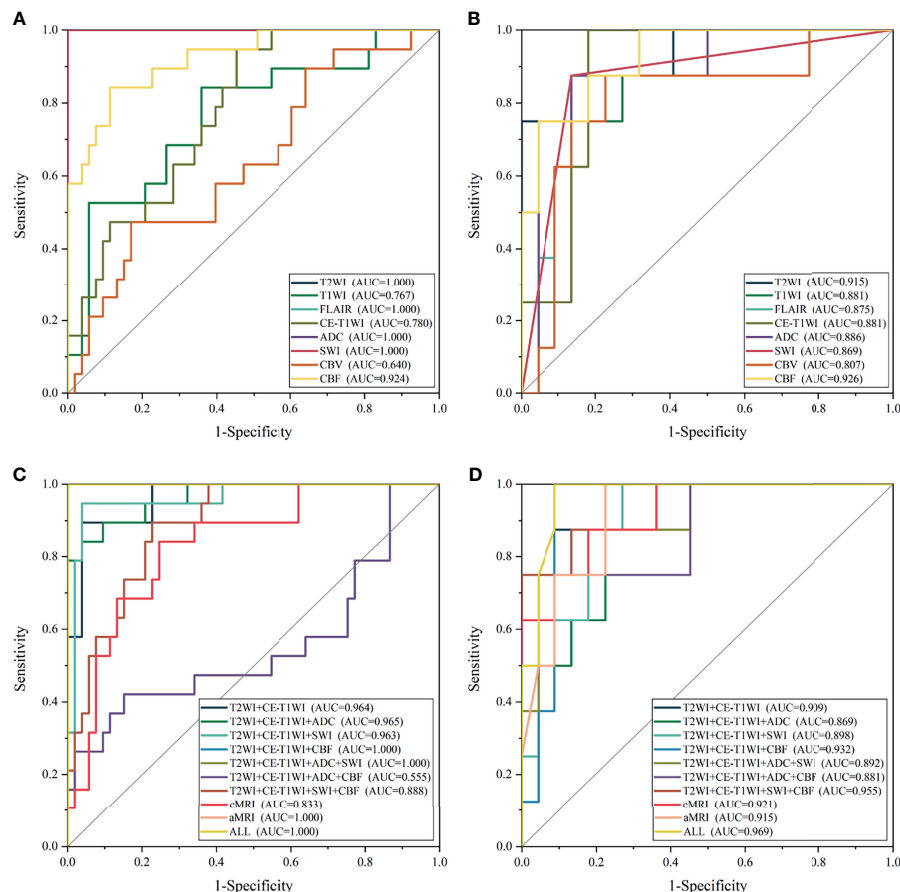 A
1.0
0.8
0.6
0.4
0.2
0.0
Sensitivity
T2WI (AUC=1.000)
T1WI (AUC=0.767)
FLAIR (AUC=1.000)
CE-T1WI (AUC=0.780)
ADC (AUC=1.000)
SWI (AUC=1.000)
CBV (AUC=0.640)
CBF (AUC=0.924)
0.0 0.2 0.4 0.6 0.8 1.0
1-Specificity
B
1.0
0.8
0.6
0.4
0.2
0.0
Sensitivity
T2WI (AUC=0.915)
T1WI (AUC=0.881)
FLAIR (AUC=0.875)
CE-T1WI (AUC=0.881)
ADC (AUC=0.886)
SWI (AUC=0.869)
CBV (AUC=0.807)
CBF (AUC=0.926)
0.0 0.2 0.4 0.6 0.8 1.0
1-Specificity
C
1.0
0.8
0.6
0.4
0.2
0.0
Sensitivity
T2WI+CE-T1WI (AUC=0.964)
T2WI+CE-T1WI+ADC (AUC=0.965)
T2WI+CE-T1WI+SWI (AUC=0.963)
T2WI+CE-T1WI+CBF (AUC=1.000)
T2WI+CE-T1WI+ADC+SWI (AUC=1.000)
T2WI+CE-T1WI+ADC+CBF (AUC=0.555)
T2WI+CE-T1WI+SWI+CBF (AUC=0.888)
cMRI (AUC=0.833)
aMRI (AUC=1.000)
ALL (AUC=1.000)
0.0 0.2 0.4 0.6 0.8 1.0
1-Specificity
D
1.0
0.8
0.6
0.4
0.2
0.0
Sensitivity
T2WI+CE-T1WI (AUC=0.909)
T2WI+CE-T1WI+ADC (AUC=0.869)
T2WI+CE-T1WI+SWI (AUC=0.898)
T2WI+CE-T1WI+CBF (AUC=0.932)
T2WI+CE-T1WI+ADC+SWI (AUC=0.892)
T2WI+CE-T1WI+ADC+CBF (AUC=0.881)
T2WI+CE-T1WI+SWI+CBF (AUC=0.955)
cMRI (AUC=0.921)
aMRI (AUC=0.915)
ALL (AUC=0.969)
0.0 0.2 0.4 0.6 0.8 1.0
1-Specificity